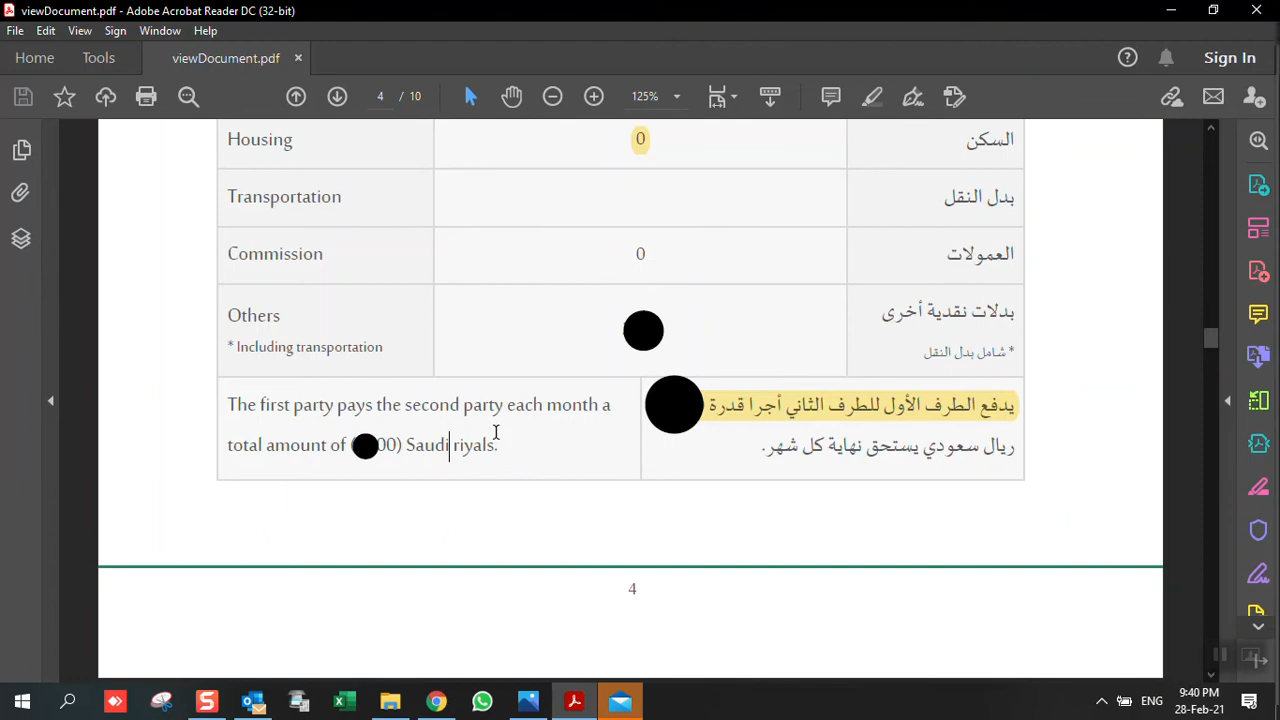 viewDocument.pdf - Adobe Acrobat Reader DC (32-bit)
File Edit View Sign Window Help
Home Tools viewDocument.pdf × Sign In
4 / 10 125%
Housing 0 السكن
Transportation بدل النقل
Commission 0 العمولات
Others بدلات نقدية أخرى
* Including transportation * شامل بدل النقل
The first party pays the second party each month a
total amount of ( 00) Saudi riyals.
يدفع الطرف الأول للطرف الثاني أجرا قدرة
ريال سعودي يستحق نهاية كل شهر.
4
ENG 9:40 PM
28-Feb-21